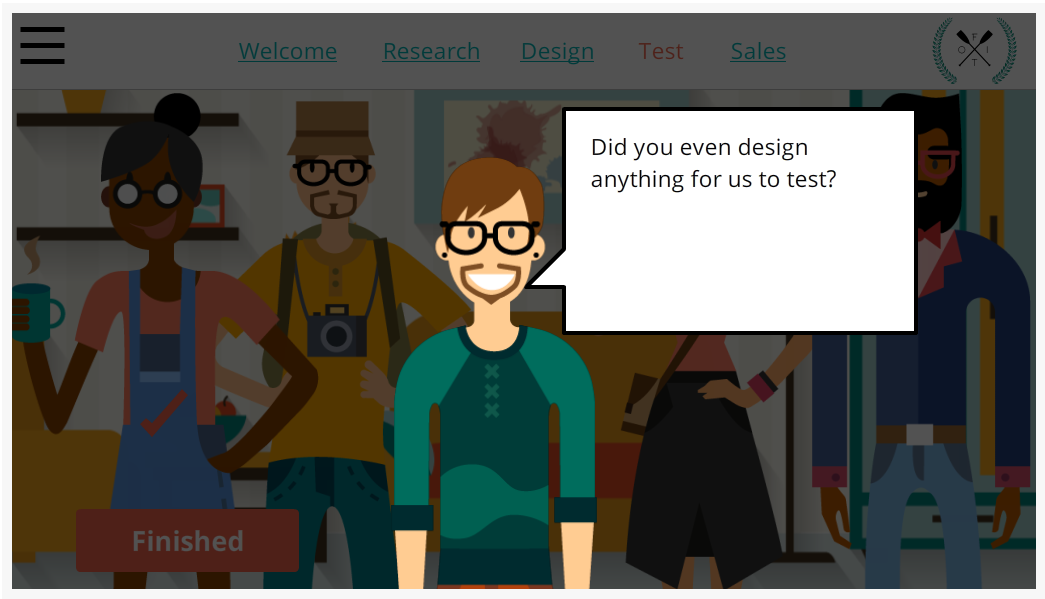 Welcome Research Design Test Sales
F
O I
T
Did you even design
anything for us to test?
Finished